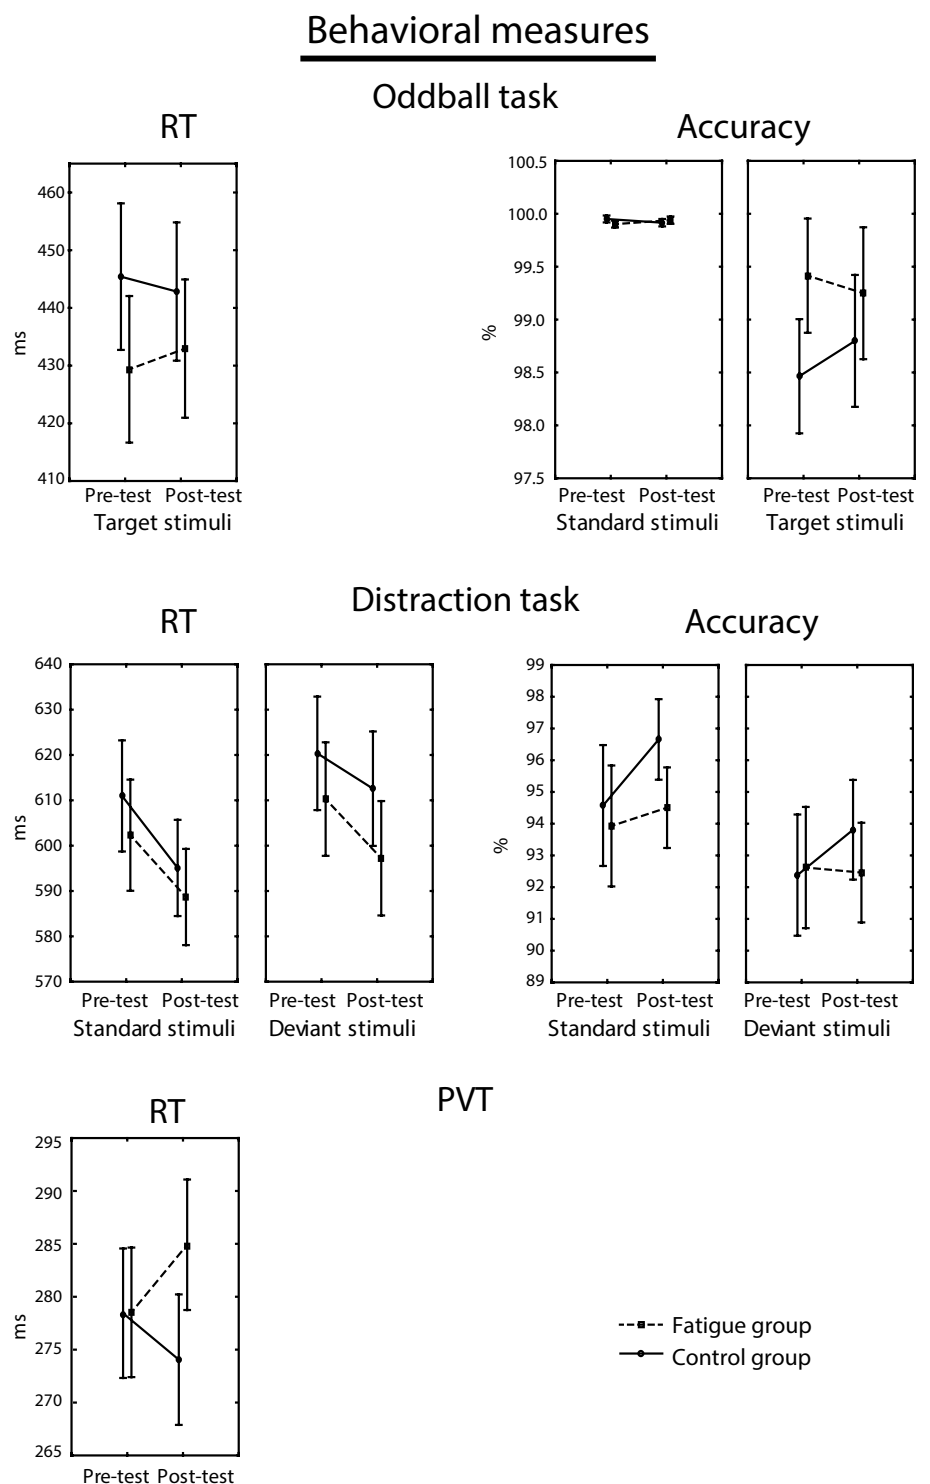 Behavioral measures
Oddball task
RT
Accuracy
460
450
440
430
420
410
ms
Pre-test Post-test
Target stimuli
100.5
100.0
99.5
99.0
98.5
98.0
97.5
%
Pre-test Post-test
Standard stimuli
Pre-test Post-test
Target stimuli
Distraction task
RT
Accuracy
640
630
620
610
600
590
580
570
ms
Pre-test Post-test
Standard stimuli
Pre-test Post-test
Deviant stimuli
99
98
97
96
95
94
93
92
91
90
89
%
Pre-test Post-test
Standard stimuli
Pre-test Post-test
Deviant stimuli
PVT
RT
295
290
285
280
275
270
265
ms
Pre-test Post-test
Fatigue group
Control group